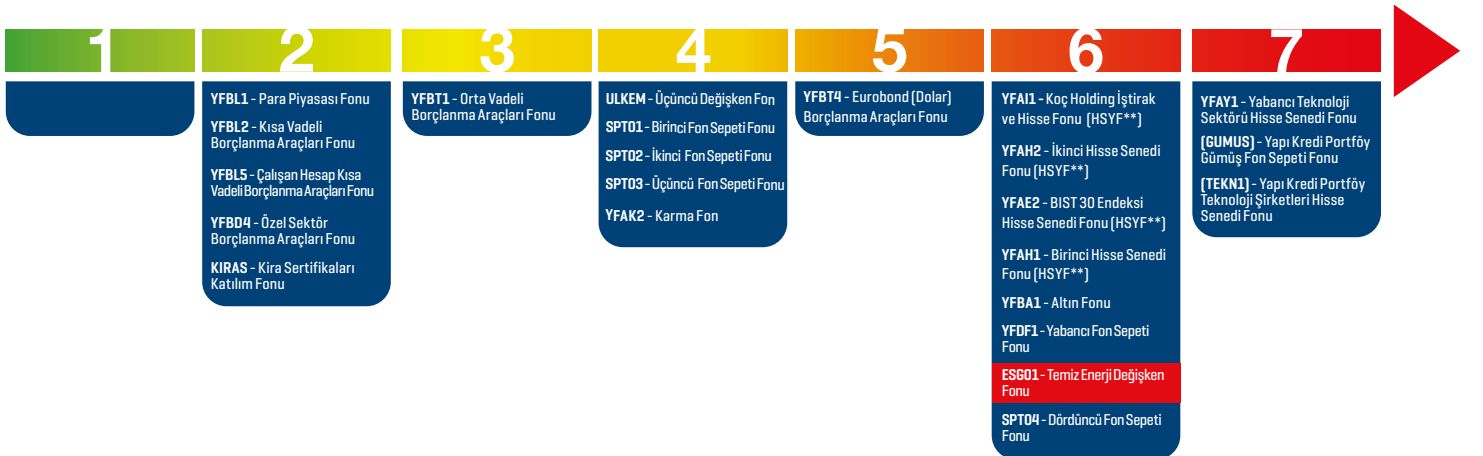 1
2
3
4
5
6
7
YFBL1 - Para Piyasası Fonu
YFBL2 - Kısa Vadeli
Borçlanma Araçları Fonu
YFBL5 - Çalışan Hesap Kısa
Vadeli Borçlanma Araçları Fonu
YFBD4 - Özel Sektör
Borçlanma Araçları Fonu
KIRAS - Kira Sertifikaları
Katılım Fonu
YFBT1 - Orta Vadeli
Borçlanma Araçları Fonu
ULKEM - Üçüncü Değişken Fon
SPT01 - Birinci Fon Sepeti Fonu
SPT02 - İkinci Fon Sepeti Fonu
SPT03 - Üçüncü Fon Sepeti Fonu
YFAK2 - Karma Fon
YFBT4 - Eurobond (Dolar)
Borçlanma Araçları Fonu
YFAI1 - Koç Holding İştirak
ve Hisse Fonu (HSYF**)
YFAH2 - İkinci Hisse Senedi
Fonu (HSYF**)
YFAE2 - BIST 30 Endeksi
Hisse Senedi Fonu (HSYF**)
YFAH1 - Birinci Hisse Senedi
Fonu (HSYF**)
YFBA1 - Altın Fonu
YFDF1 - Yabancı Fon Sepeti
Fonu
ESG01 - Temiz Enerji Değişken
Fonu
SPT04 - Dördüncü Fon Sepeti
Fonu
YFAY1 - Yabancı Teknoloji
Sektörü Hisse Senedi Fonu
(GUMUS) - Yapı Kredi Portföy
Gümüş Fon Sepeti Fonu
(TEKN1) - Yapı Kredi Portföy
Teknoloji Şirketleri Hisse
Senedi Fonu